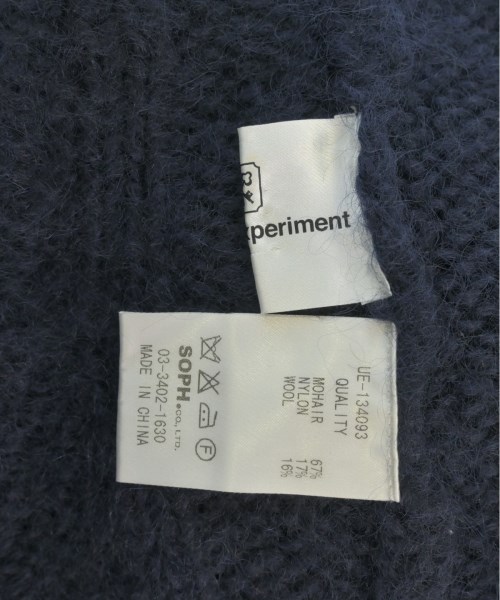 xperiment
UE-134093
QUALITY
MOHAIR 67%
NYLON 17%
WOOL 16%
F
SOPH.CO.,LTD.
03-3402-1630
MADE IN CHINA